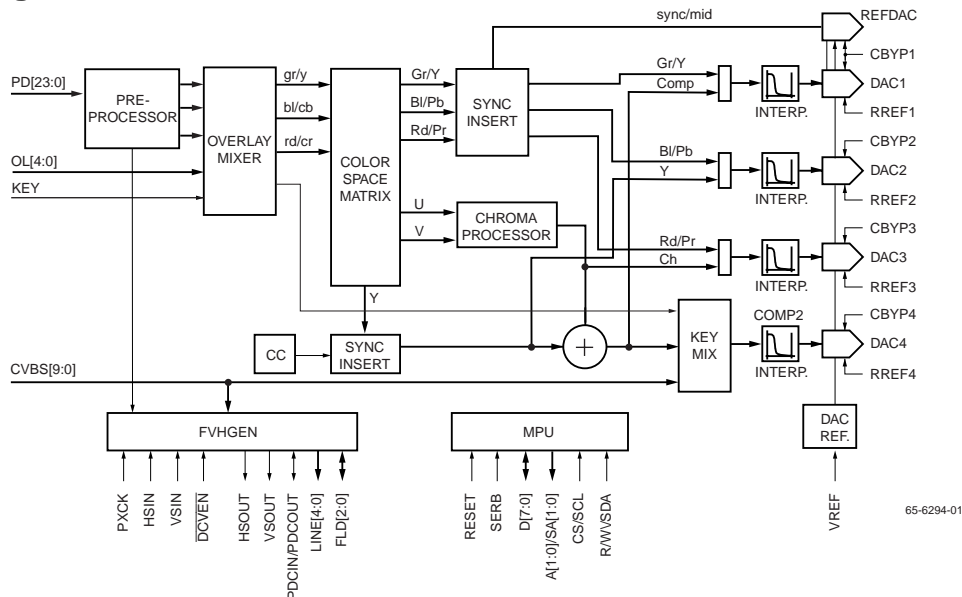 sync/mid
REFDAC
CBYP1
PD[23:0]
PRE-
PROCESSOR
OVERLAY
MIXER
gr/y
bl/cb
rd/cr
COLOR
SPACE
MATRIX
Gr/Y
Bl/Pb
Rd/Pr
SYNC
INSERT
Gr/Y
Comp
INTERP.
DAC1
RREF1
OL[4:0]
KEY
U
V
CHROMA
PROCESSOR
Bl/Pb
Y
INTERP.
CBYP2
DAC2
RREF2
Rd/Pr
Ch
INTERP.
CBYP3
DAC3
RREF3
Y
CC
SYNC
INSERT
+
KEY
MIX
COMP2
INTERP.
CBYP4
DAC4
RREF4
CVBS[9:0]
FVHGEN
MPU
DAC
REF.
PXCK
HSIN
VSIN
DCVEN
HSOUT
VSOUT
PDCIN/PDCOUT
LINE[4:0]
FLD[2:0]
RESET
SERB
D[7:0]
A[1:0]/SA[1:0]
CS/SCL
R/W\/SDA
VREF
65-6294-01